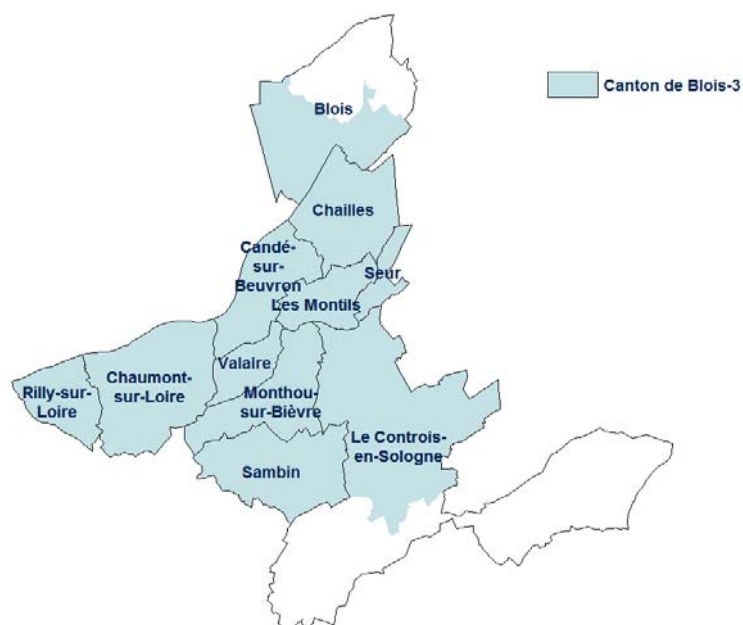 Canton de Blois-3
Blois
Chailles
Candé-
sur-
Beuvron
Seur
Les Montils
Valaire
Chaumont-
sur-Loire
Rilly-sur-
Loire
Monthou-
sur-Bièvre
Le Controis-
en-Sologne
Sambin